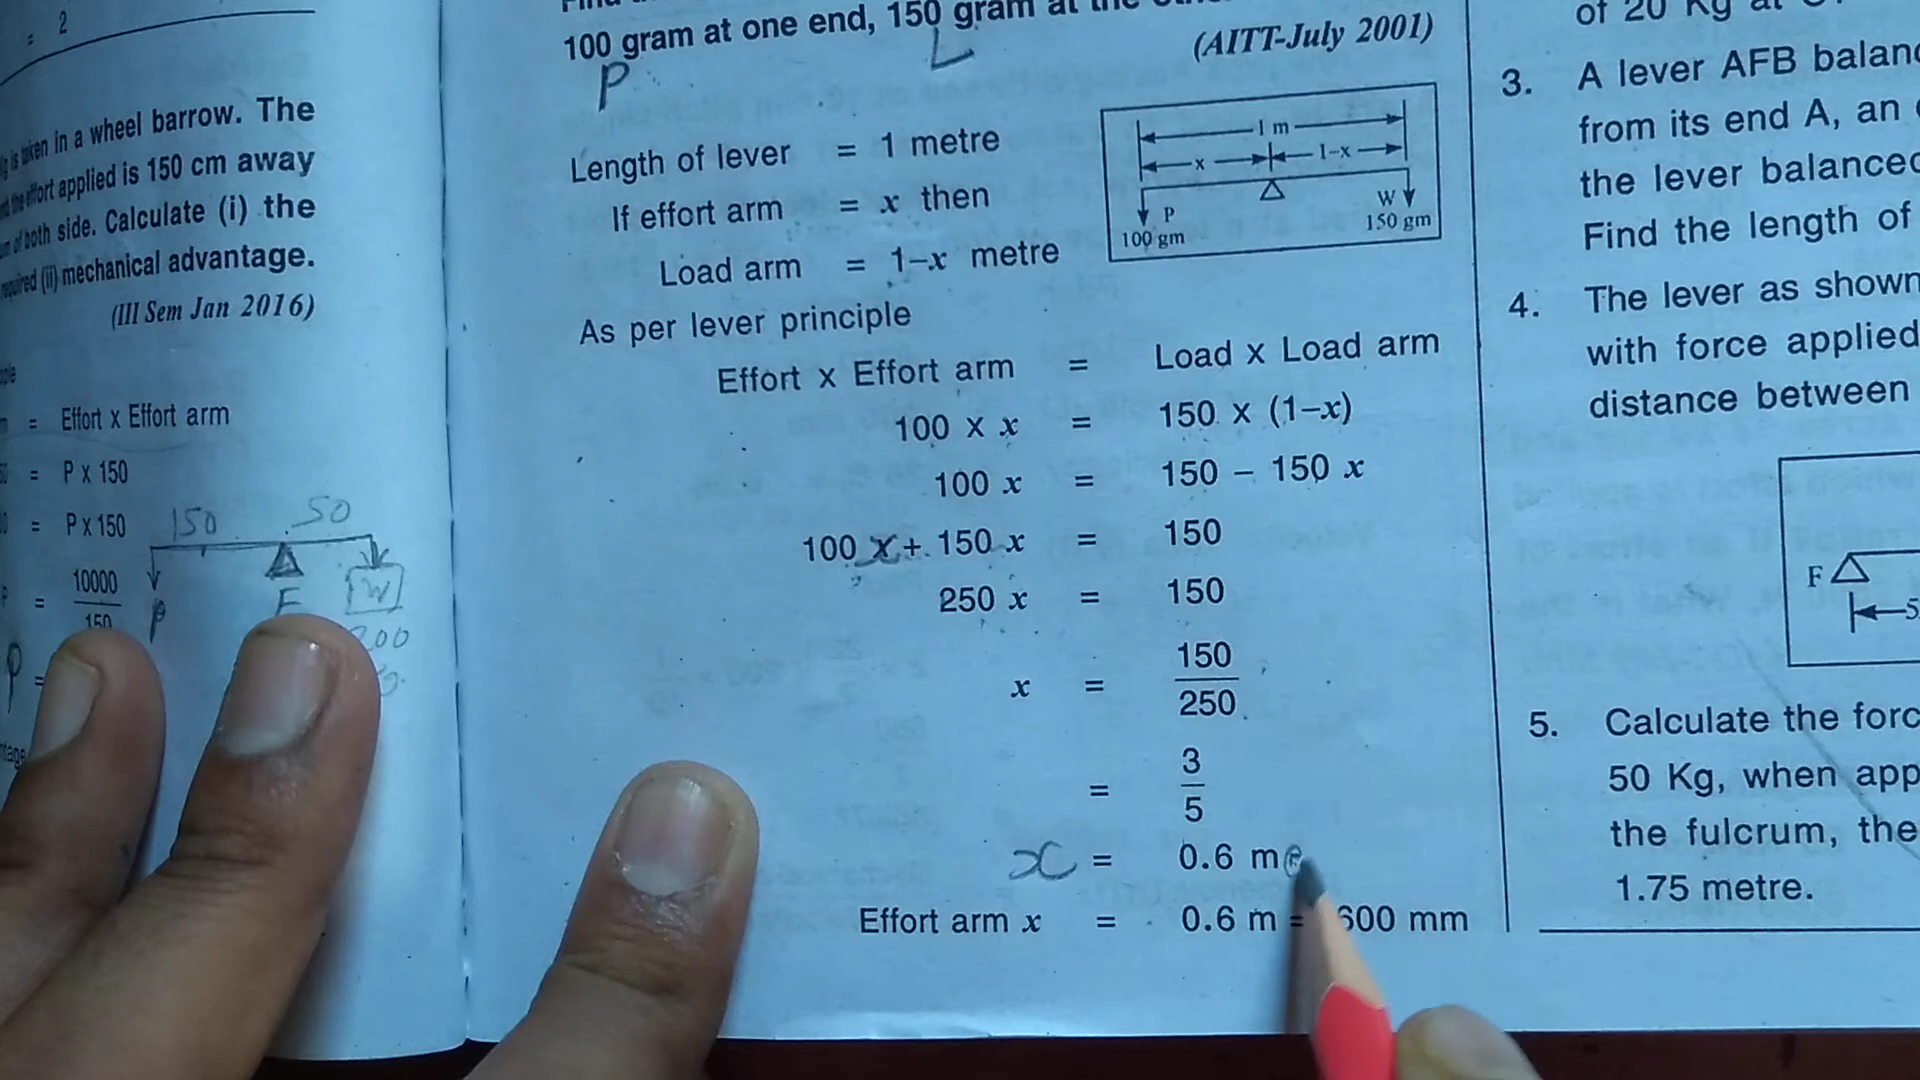 = 2
is taken in a wheel barrow. The
the effort applied is 150 cm away
of both side. Calculate (i) the
required (ii) mechanical advantage.
(III Sem Jan 2016)
= Effort x Effort arm
= P x 150
= P x 150
= 10000
150
P =
150 50
P F W
100 gram at one end, 150 gram at the
P L
(AITT-July 2001)
Length of lever = 1 metre
If effort arm = x then
Load arm = 1–x metre
1 m
x 1-x
P W
100 gm 150 gm
As per lever principle
Effort x Effort arm = Load x Load arm
100 x x = 150 x (1–x)
100 x = 150 – 150 x
100 x + 150 x = 150
250 x = 150
x = 150
250
= 3
5
x = 0.6 me
Effort arm x = 0.6 m = 600 mm
of 20 Kg at
3. A lever AFB
from its end A, an
the lever balanced
Find the length of
4. The lever as shown
with force applied
distance between
F
5
5. Calculate the
50 Kg, when
the fulcrum, the
1.75 metre.